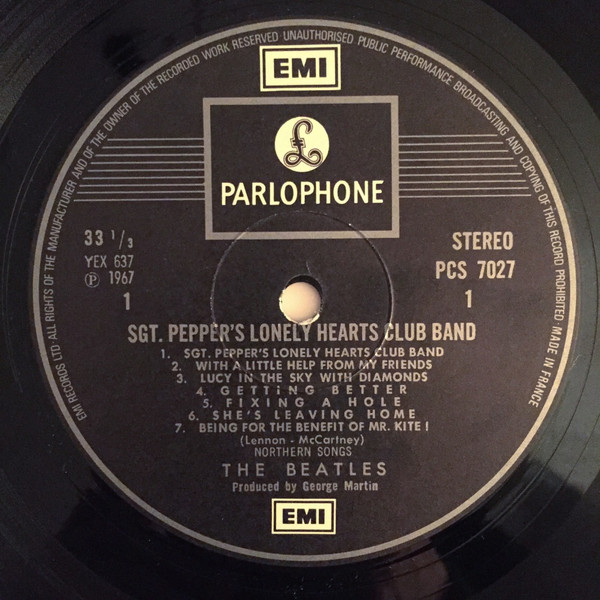 EMI RECORDS LTD·ALL RIGHTS OF THE MANUFACTURER AND OF THE OWNER OF THE RECORDED WORK RESERVED·UNAUTHORISED PUBLIC PERFORMANCE BROADCASTING AND COPYING OF THIS RECORD PROHIBITED·MADE IN FRANCE
EMI
£
PARLOPHONE
33 1/3
YEX 637
℗ 1967
1
STEREO
PCS 7027
1
SGT. PEPPER'S LONELY HEARTS CLUB BAND
1. SGT. PEPPER'S LONELY HEARTS CLUB BAND
2. WITH A LITTLE HELP FROM MY FRIENDS
3. LUCY IN THE SKY WITH DIAMONDS
4. GETTiNG BETTER
5. FIXING A HOLE
6. SHE'S LEAVING HOME
7. BEING FOR THE BENEFIT OF MR. KITE !
(Lennon - McCartney)
NORTHERN SONGS
THE BEATLES
Produced by George Martin
EMI